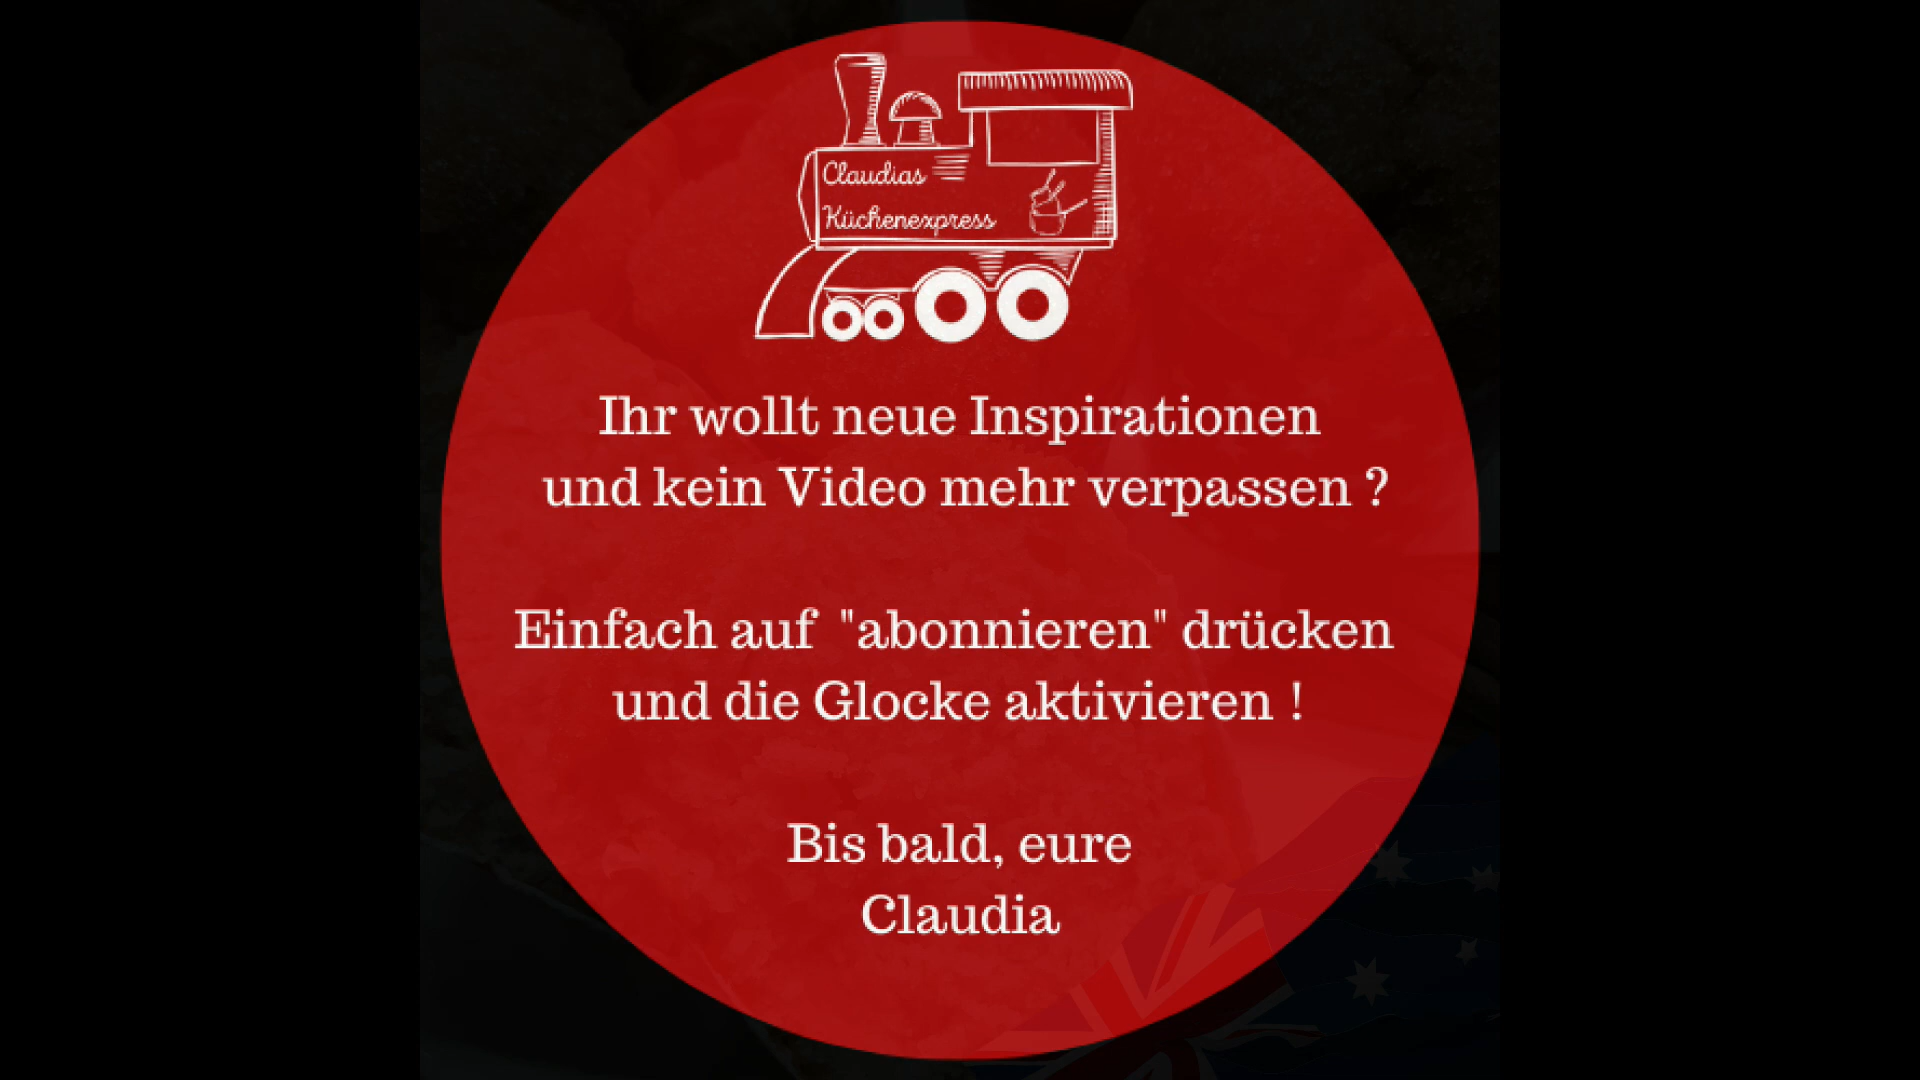 Claudias
Küchenexpress
Ihr wollt neue Inspirationen
und kein Video mehr verpassen ?
Einfach auf "abonnieren" drücken
und die Glocke aktivieren !
Bis bald, eure
Claudia